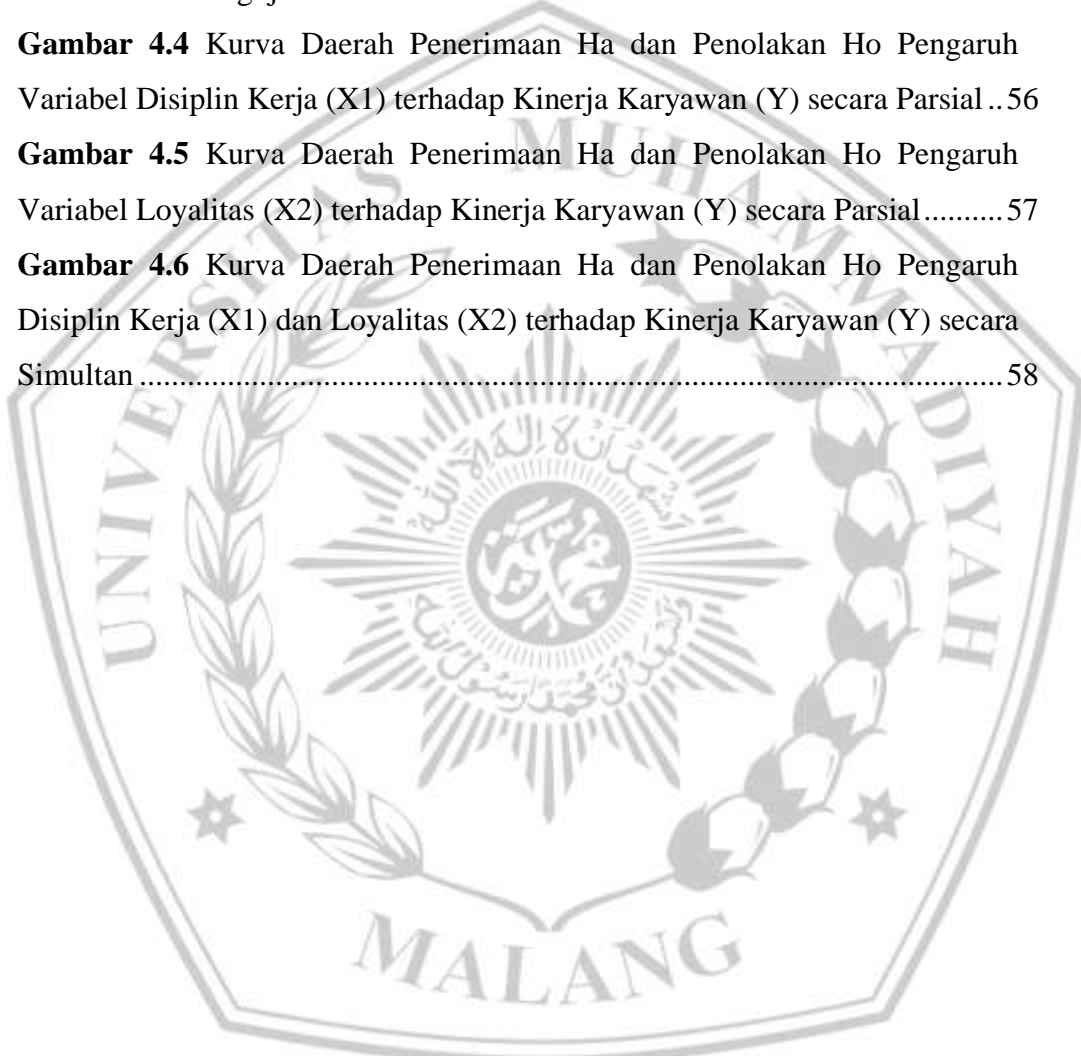 Gambar 4.4 Kurva Daerah Penerimaan Ha dan Penolakan Ho Pengaruh
Variabel Disiplin Kerja (X1) terhadap Kinerja Karyawan (Y) secara Parsial ..56
Gambar 4.5 Kurva Daerah Penerimaan Ha dan Penolakan Ho Pengaruh
Variabel Loyalitas (X2) terhadap Kinerja Karyawan (Y) secara Parsial..........57
Gambar 4.6 Kurva Daerah Penerimaan Ha dan Penolakan Ho Pengaruh
Disiplin Kerja (X1) dan Loyalitas (X2) terhadap Kinerja Karyawan (Y) secara
Simultan ........................................................................................................58
UNIVERSITAS MUHAMMADIYAH
MALANG